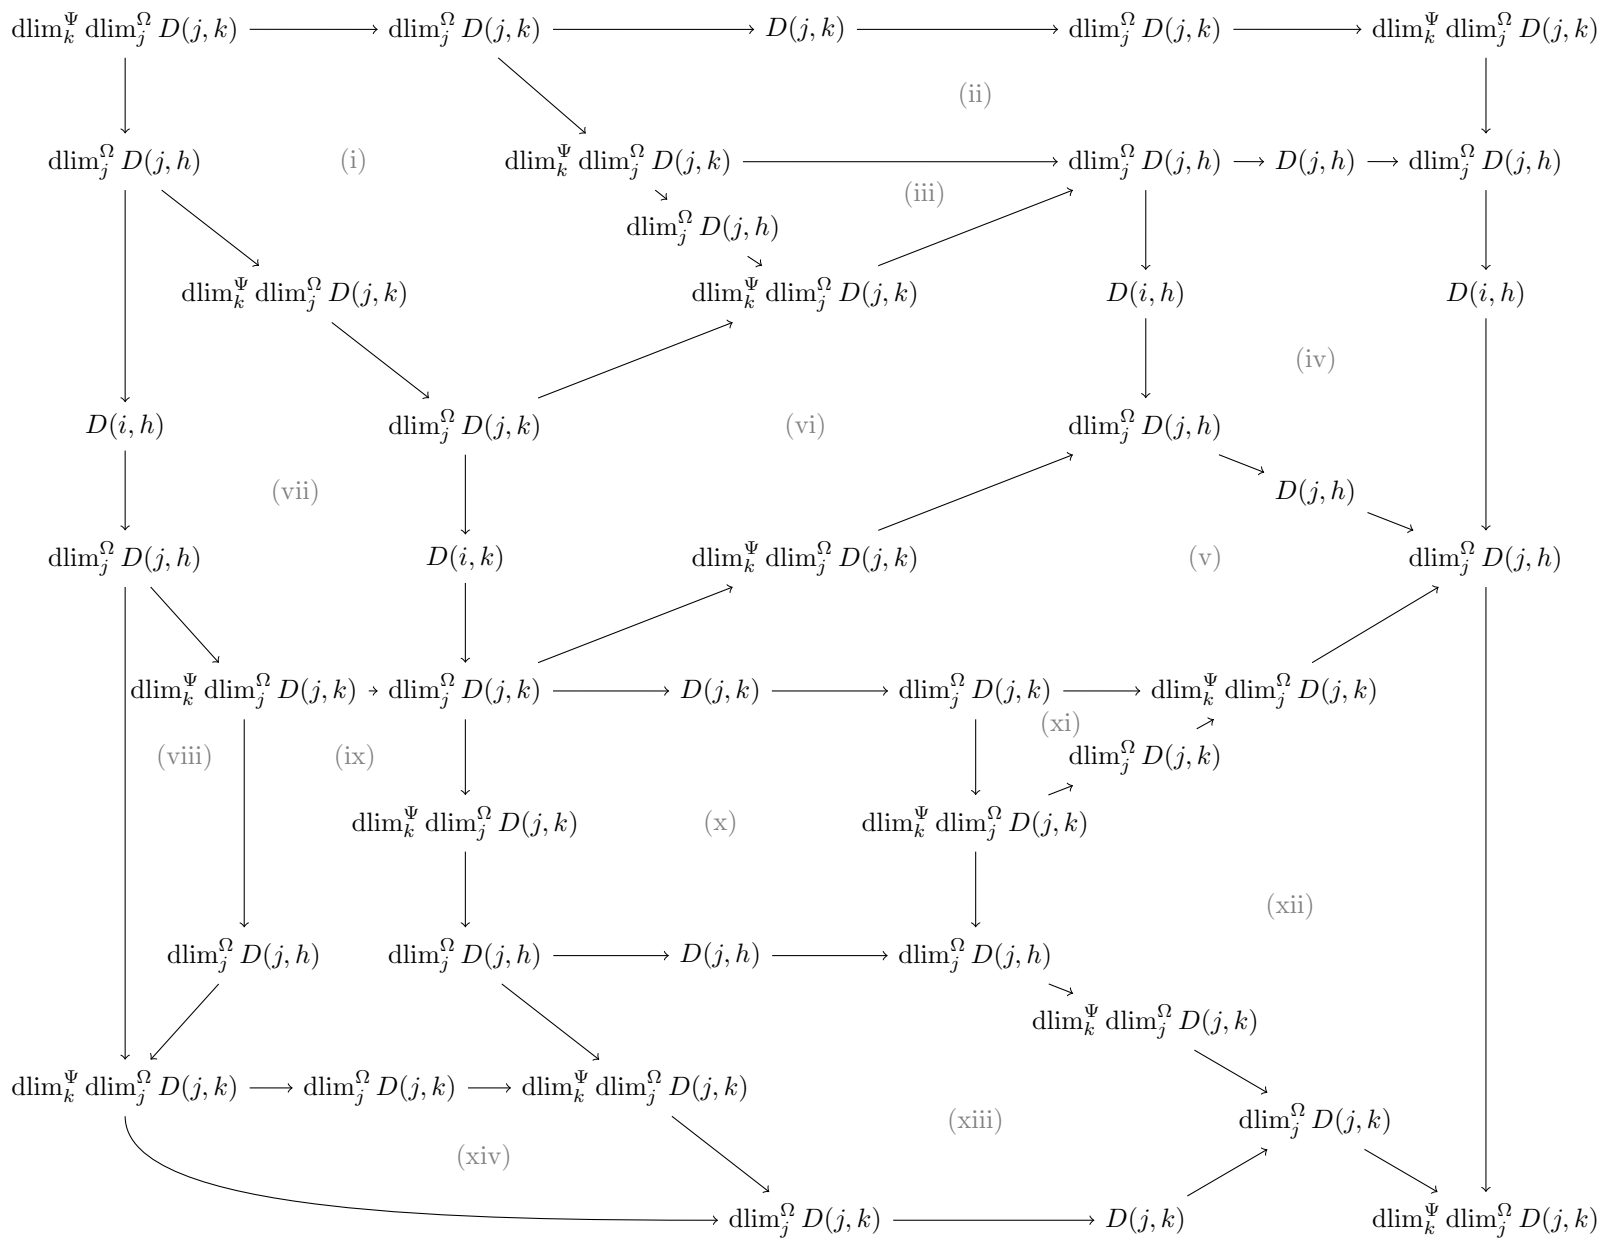 dlim_k^Ψ dlim_j^Ω D(j, k) dlim_j^Ω D(j, k) D(j, k) dlim_j^Ω D(j, k) dlim_k^Ψ dlim_j^Ω D(j, k)
(ii)
dlim_j^Ω D(j, h) (i) dlim_k^Ψ dlim_j^Ω D(j, k) dlim_j^Ω D(j, h) D(j, h) dlim_j^Ω D(j, h)
(iii)
dlim_j^Ω D(j, h)
dlim_k^Ψ dlim_j^Ω D(j, k) dlim_k^Ψ dlim_j^Ω D(j, k) D(i, h) D(i, h)
(iv)
D(i, h) dlim_j^Ω D(j, k) (vi) dlim_j^Ω D(j, h)
(vii) D(j, h)
dlim_j^Ω D(j, h) D(i, k) dlim_k^Ψ dlim_j^Ω D(j, k) (v) dlim_j^Ω D(j, h)
dlim_k^Ψ dlim_j^Ω D(j, k) dlim_j^Ω D(j, k) D(j, k) dlim_j^Ω D(j, k) dlim_k^Ψ dlim_j^Ω D(j, k)
(xi)
(viii) (ix) dlim_j^Ω D(j, k)
dlim_k^Ψ dlim_j^Ω D(j, k) (x) dlim_k^Ψ dlim_j^Ω D(j, k)
(xii)
dlim_j^Ω D(j, h) dlim_j^Ω D(j, h) D(j, h) dlim_j^Ω D(j, h)
dlim_k^Ψ dlim_j^Ω D(j, k)
dlim_k^Ψ dlim_j^Ω D(j, k) dlim_j^Ω D(j, k) dlim_k^Ψ dlim_j^Ω D(j, k)
(xiii) dlim_j^Ω D(j, k)
(xiv)
dlim_j^Ω D(j, k) D(j, k) dlim_k^Ψ dlim_j^Ω D(j, k)